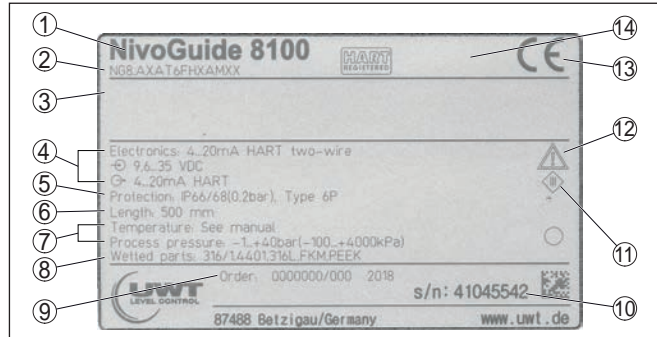 1
NivoGuide 8100
HART
REGISTERED
CE
14
2
NG8.AXAT6FHXAMXX
13
3
4
Electronics: 4...20mA HART two-wire
12
9,6...35 VDC
4...20mA HART
5
Protection: IP66/68(0.2bar), Type 6P
6
Length: 500 mm
11
7
Temperature: See manual
Process pressure: -1...+40bar(-100...+4000kPa)
8
Wetted parts: 316/1.4401,316L,FKM,PEEK
9
Order: 0000000/000 2018
UWT
LEVEL CONTROL
s/n: 41045542
10
87488 Betzigau/Germany
www.uwt.de